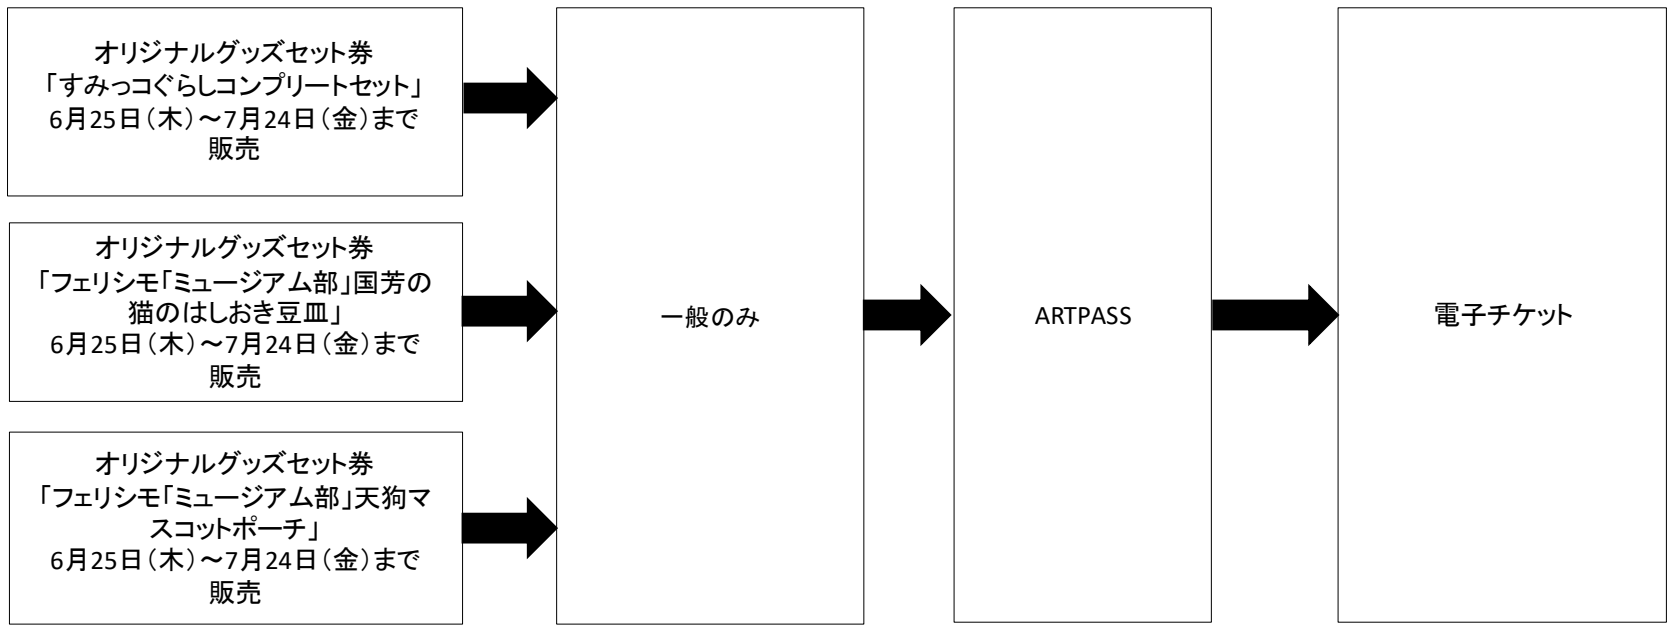 オリジナルグッズセット券
「すみっコぐらしコンプリートセット」
6月25日（木）～7月24日（金）まで
販売
オリジナルグッズセット券
「フェリシモ「ミュージアム部」国芳の
猫のはしおき豆皿」
6月25日（木）～7月24日（金）まで
販売
オリジナルグッズセット券
「フェリシモ「ミュージアム部」天狗マ
スコットポーチ」
6月25日（木）～7月24日（金）まで
販売
一般のみ
ARTPASS
電子チケット